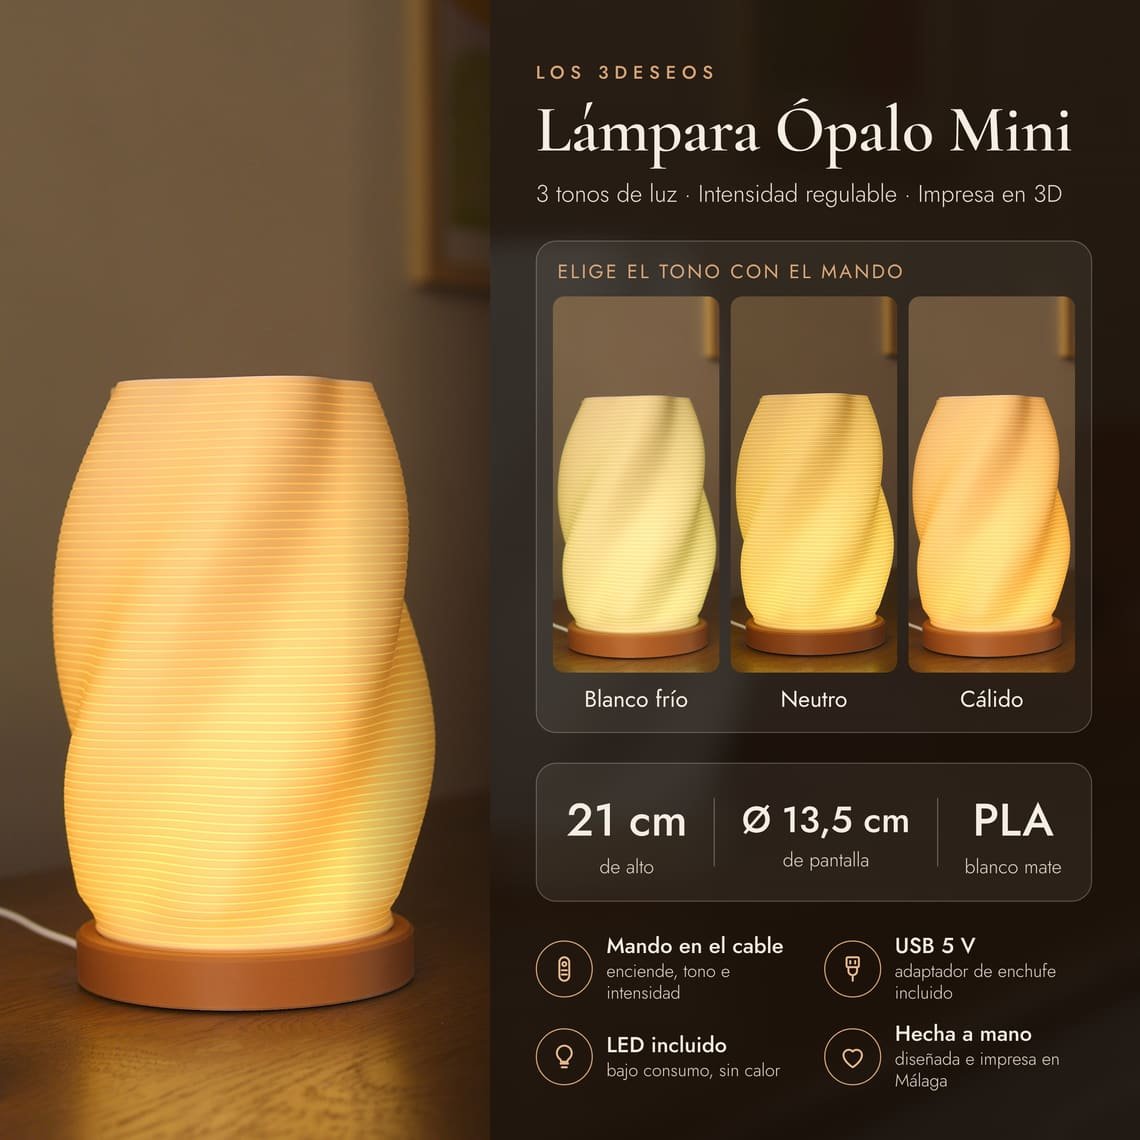 LOS 3DESEOS
Lámpara Ópalo Mini
3 tonos de luz · Intensidad regulable · Impresa en 3D
ELIGE EL TONO CON EL MANDO
Blanco frío
Neutro
Cálido
21 cm
de alto
Ø 13,5 cm
de pantalla
PLA
blanco mate
Mando en el cable
enciende, tono e
intensidad
USB 5 V
adaptador de enchufe
incluido
LED incluido
bajo consumo, sin calor
Hecha a mano
diseñada e impresa en
Málaga